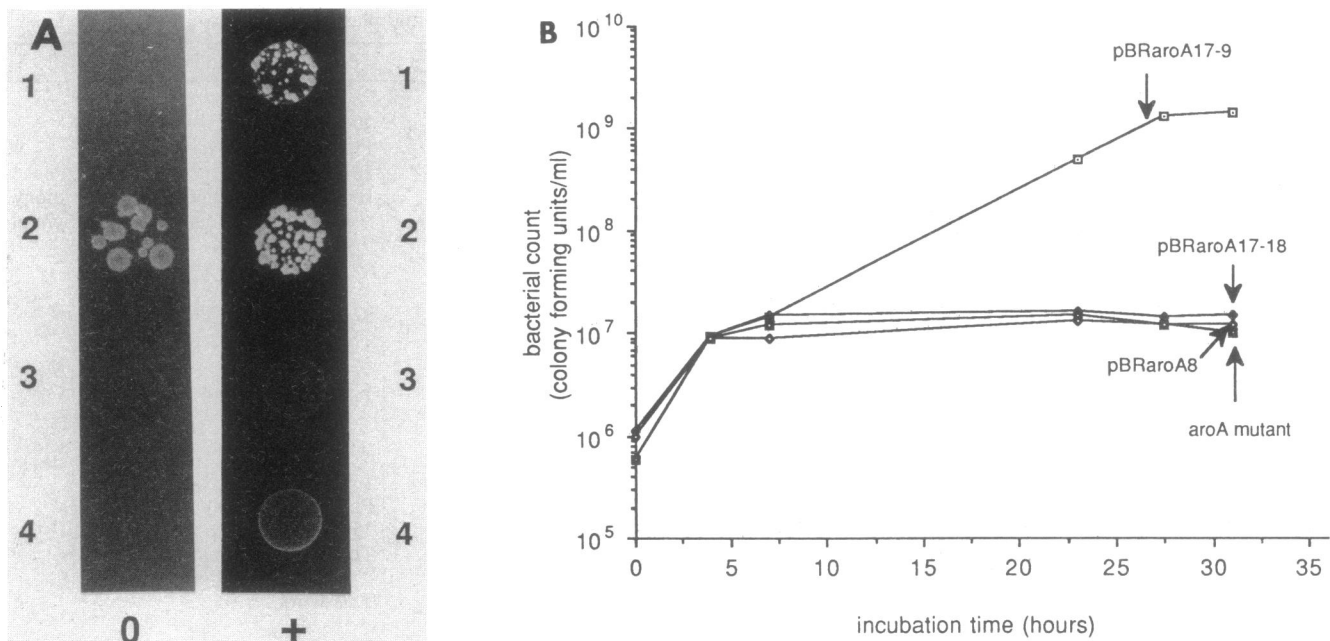 A
1
2
3
4
1
2
3
4
0
+
B
bacterial count
(colony forming units/ml)
10^10
10^9
10^8
10^7
10^6
10^5
0
5
10
15
20
25
30
35
incubation time (hours)
pBRaroA17-9
pBRaroA17-18
pBRaroA8
aroA mutant